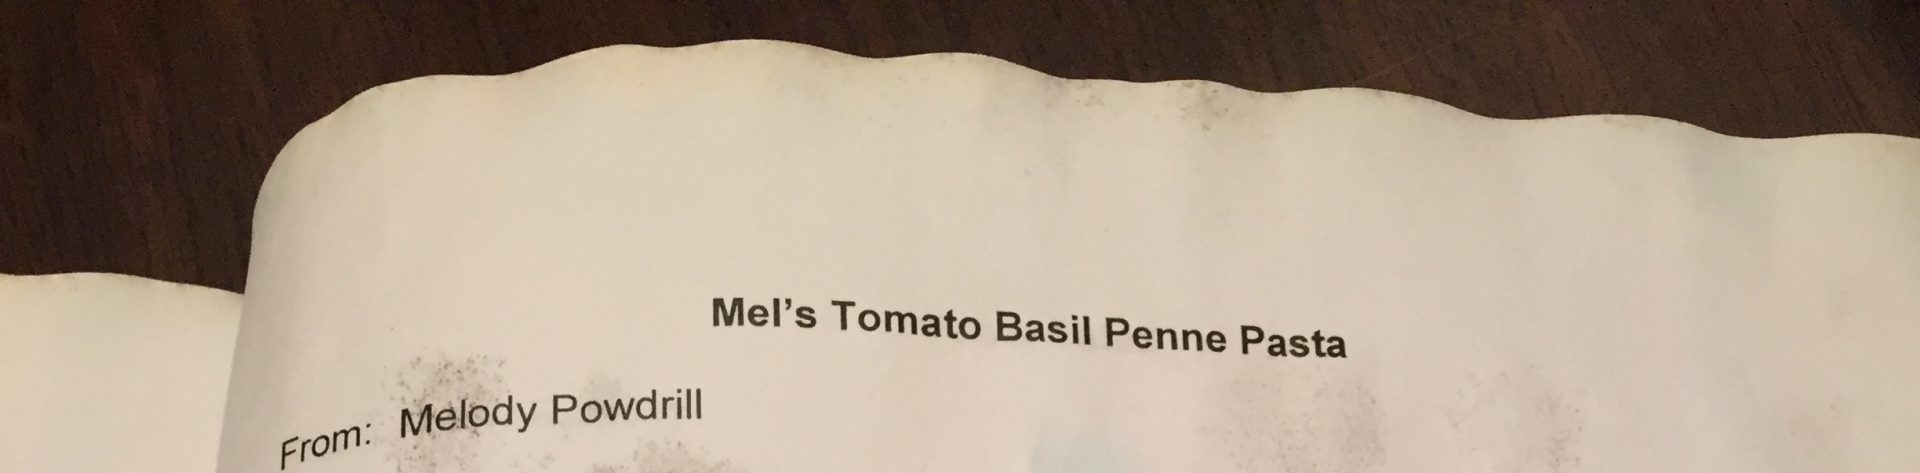 Mel's Tomato Basil Penne Pasta
From: Melody Powdrill